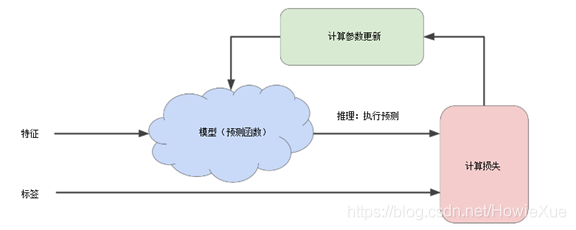 计算参数更新
模型（预测函数）
推理：执行预测
特征
计算损失
标签
https://blog.csdn.net/HowieXue